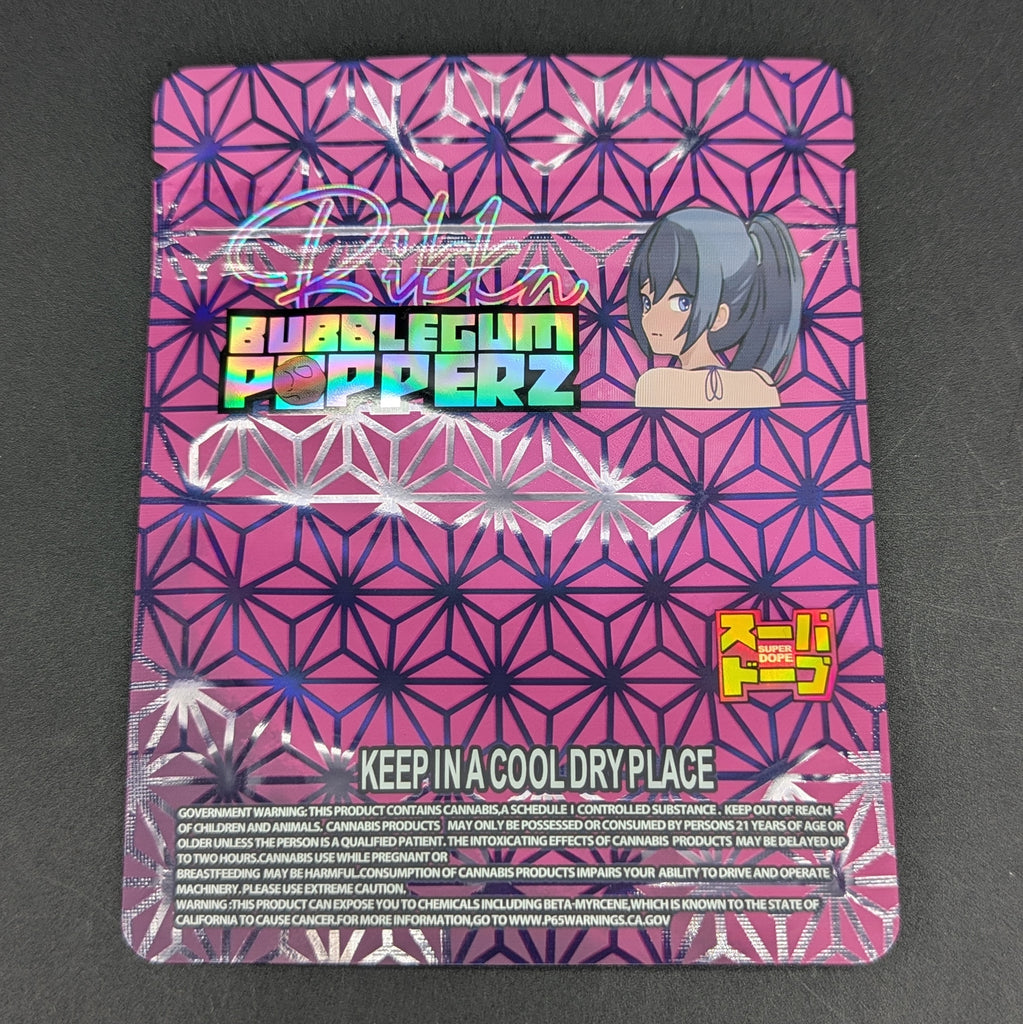 Rikka
BUBBLEGUM
POPPERZ
スーパ
SUPER
DOPE
ドープ
KEEP IN A COOL DRY PLACE
GOVERNMENT WARNING: THIS PRODUCT CONTAINS CANNABIS,A SCHEDULE I CONTROLLED SUBSTANCE . KEEP OUT OF REACH
OF CHILDREN AND ANIMALS. CANNABIS PRODUCTS MAY ONLY BE POSSESSED OR CONSUMED BY PERSONS 21 YEARS OF AGE OR
OLDER UNLESS THE PERSON IS A QUALIFIED PATIENT. THE INTOXICATING EFFECTS OF CANNABIS PRODUCTS MAY BE DELAYED UP
TO TWO HOURS.CANNABIS USE WHILE PREGNANT OR
BREASTFEEDING MAY BE HARMFUL.CONSUMPTION OF CANNABIS PRODUCTS IMPAIRS YOUR ABILITY TO DRIVE AND OPERATE
MACHINERY. PLEASE USE EXTREME CAUTION.
WARNING :THIS PRODUCT CAN EXPOSE YOU TO CHEMICALS INCLUDING BETA-MYRCENE,WHICH IS KNOWN TO THE STATE OF
CALIFORNIA TO CAUSE CANCER.FOR MORE INFORMATION,GO TO WWW.P65WARNINGS.CA.GOV